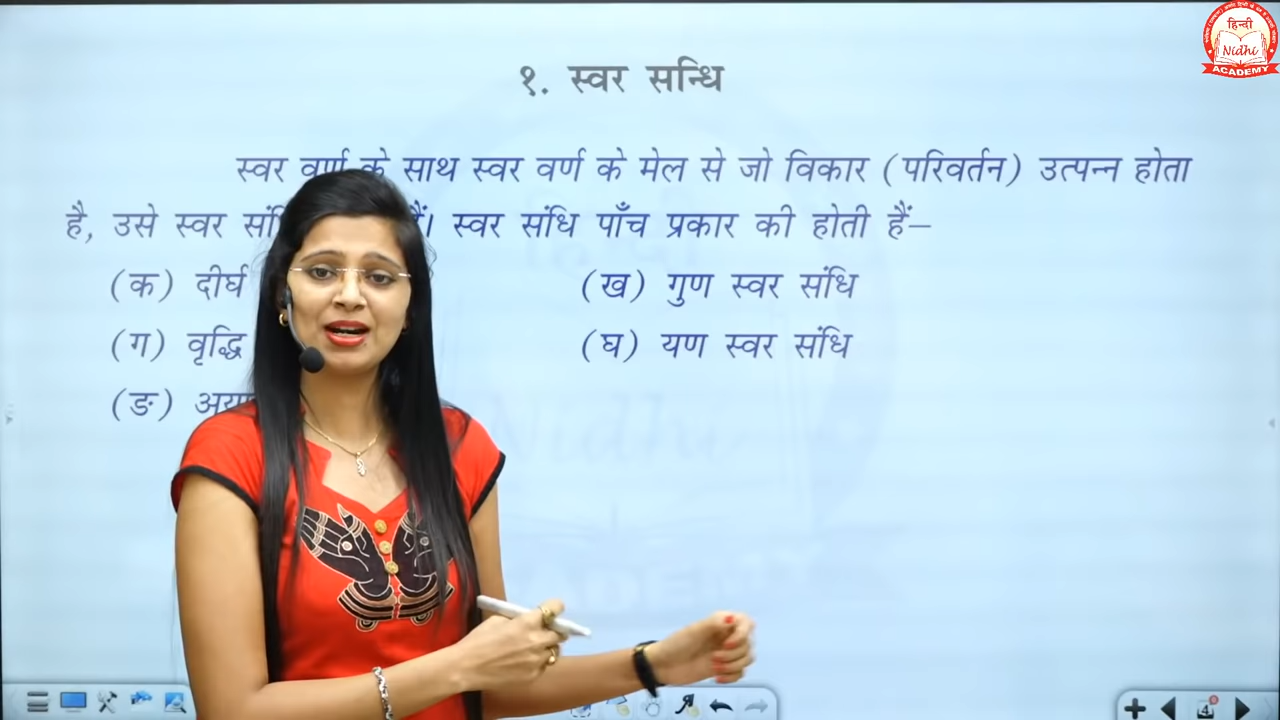 १. स्वर सन्धि
स्वर वर्ण के साथ स्वर वर्ण के मेल से जो विकार (परिवर्तन) उत्पन्न होता
है, उसे स्वर स‌ंधि हैं। स्वर संधि पाँच प्रकार की होती हैं–
(क) दीर्घ (ख) गुण स्वर संधि
(ग) वृद्धि (घ) यण स्वर संधि
(ङ)
हिन्दी
Nidhi
ACADEMY
4